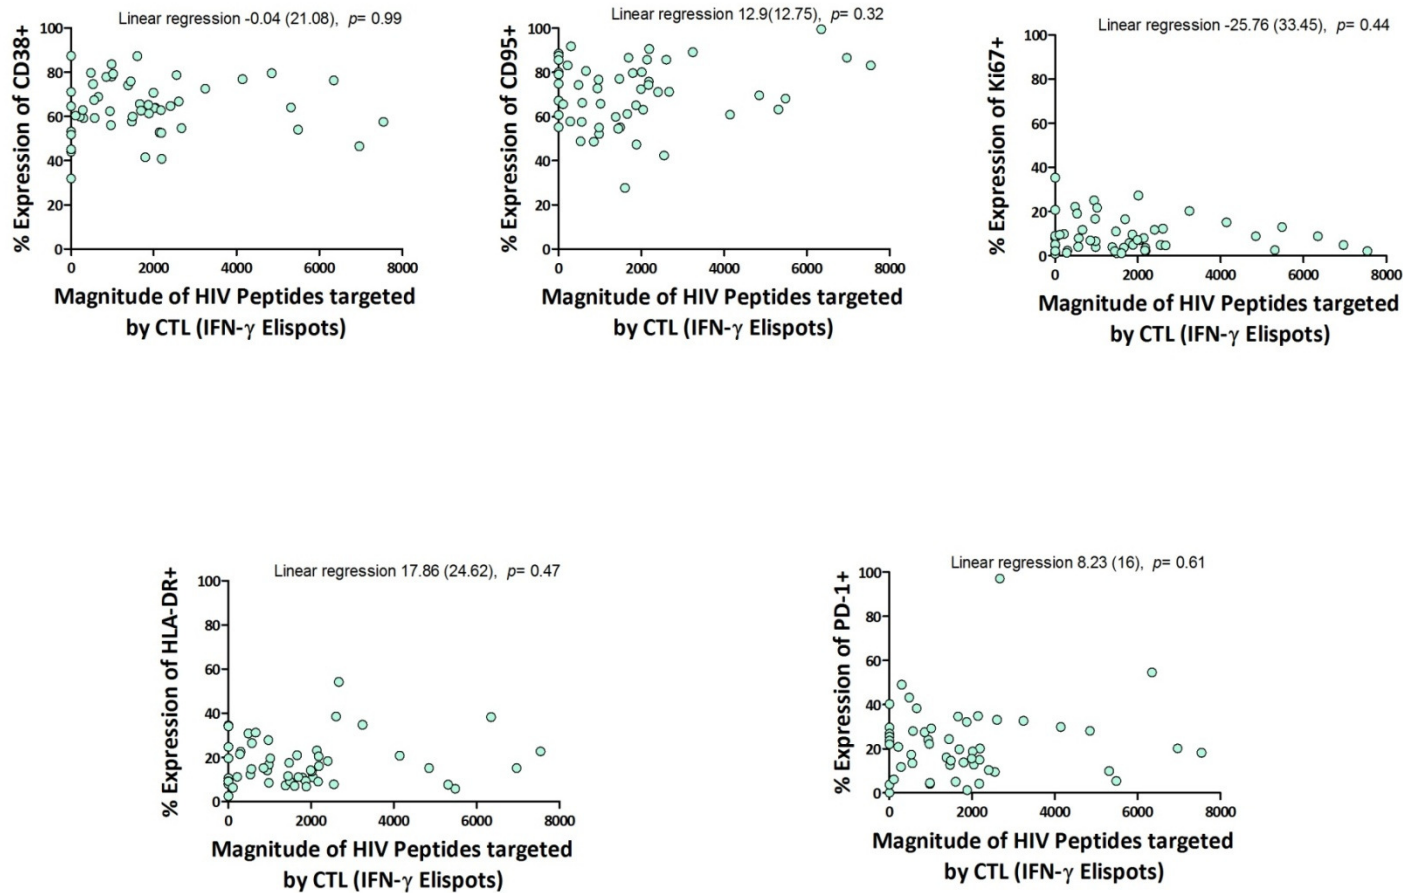 Linear regression -0.04 (21.08), p= 0.99
% Expression of CD38+
100
80
60
40
20
0
0 2000 4000 6000 8000
Magnitude of HIV Peptides targeted
by CTL (IFN-γ Elispots)
Linear regression 12.9(12.75), p= 0.32
% Expression of CD95+
100
80
60
40
20
0
0 2000 4000 6000 8000
Magnitude of HIV Peptides targeted
by CTL (IFN-γ Elispots)
Linear regression -25.76 (33.45), p= 0.44
% Expression of Ki67+
100
80
60
40
20
0
0 2000 4000 6000 8000
Magnitude of HIV Peptides targeted
by CTL (IFN-γ Elispots)
Linear regression 17.86 (24.62), p= 0.47
% Expression of HLA-DR+
100
80
60
40
20
0
0 2000 4000 6000 8000
Magnitude of HIV Peptides targeted
by CTL (IFN-γ Elispots)
Linear regression 8.23 (16), p= 0.61
% Expression of PD-1+
100
80
60
40
20
0
0 2000 4000 6000 8000
Magnitude of HIV Peptides targeted
by CTL (IFN-γ Elispots)